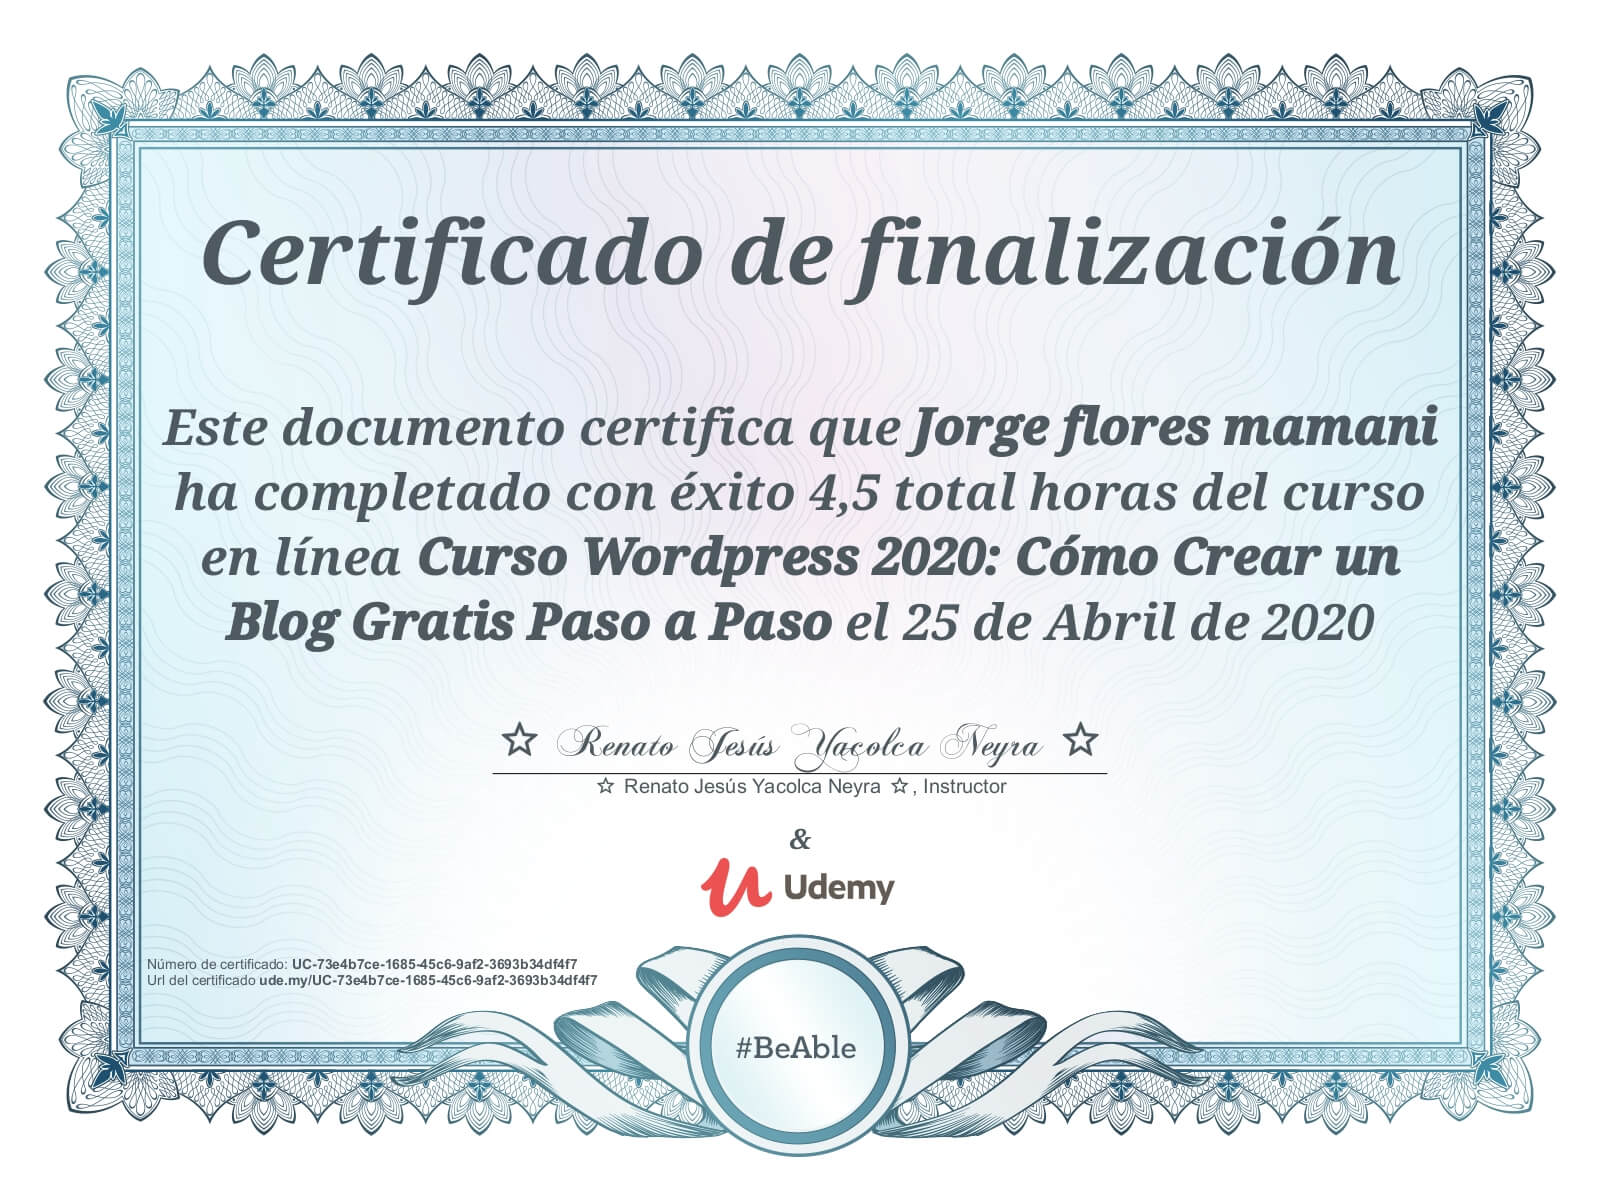 Certificado de finalización
Este documento certifica que Jorge flores mamani
ha completado con éxito 4,5 total horas del curso
en línea Curso Wordpress 2020: Cómo Crear un
Blog Gratis Paso a Paso el 25 de Abril de 2020
☆ Renato Jesús Yacolca Neyra ☆
☆ Renato Jesús Yacolca Neyra ☆, Instructor
&
Udemy
Número de certificado: UC-73e4b7ce-1685-45c6-9af2-3693b34df4f7
Url del certificado ude.my/UC-73e4b7ce-1685-45c6-9af2-3693b34df4f7
#BeAble